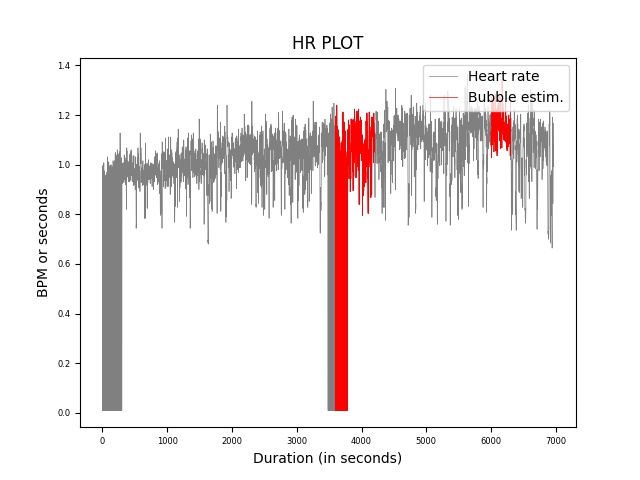 HR PLOT
Heart rate
Bubble estim.
BPM or seconds
1.4
1.2
1.0
0.8
0.6
0.4
0.2
0.0
0 1000 2000 3000 4000 5000 6000 7000
Duration (in seconds)